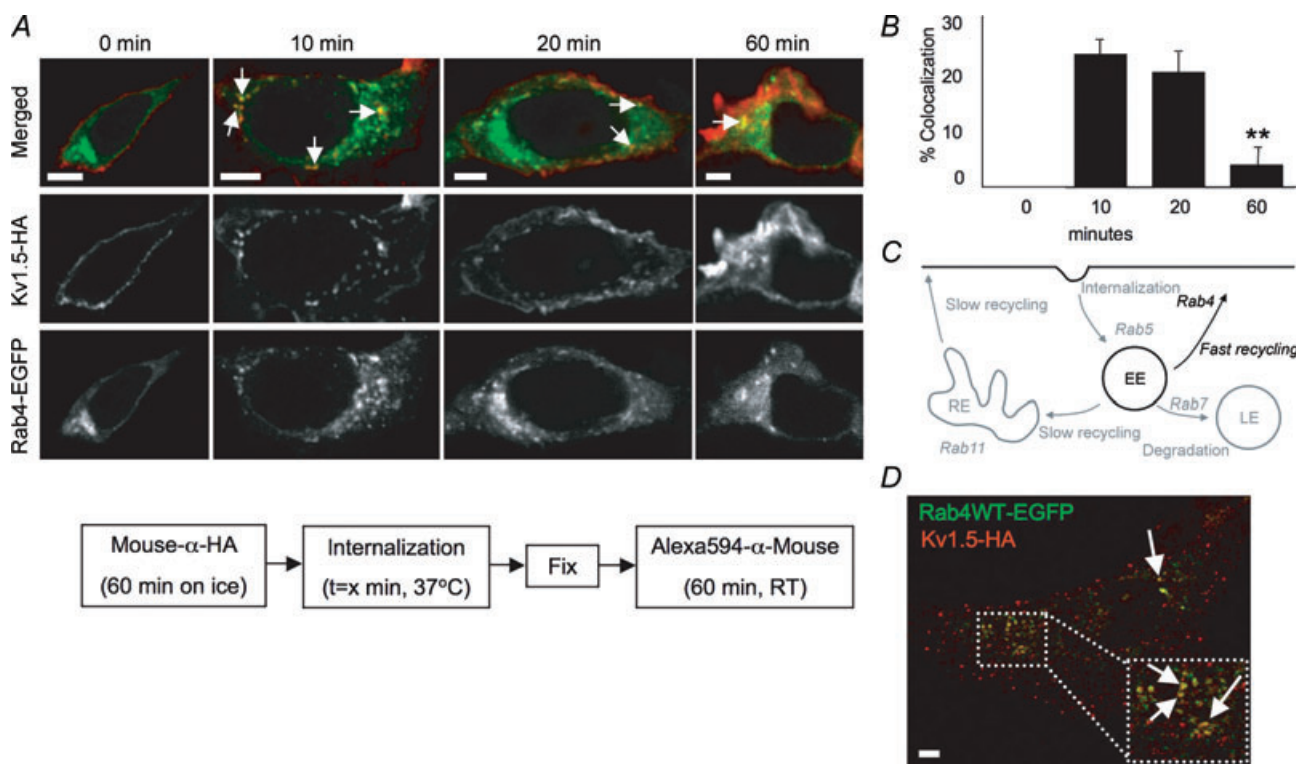 A
0 min
10 min
20 min
60 min
Merged
Kv1.5-HA
Rab4-EGFP
Mouse-α-HA
(60 min on ice)
Internalization
(t=x min, 37ºC)
Fix
Alexa594-α-Mouse
(60 min, RT)
B
% Colocalization
30
20
10
0
**
0
10
20
60
minutes
C
Internalization
Slow recycling
Rab5
Rab4
Fast recycling
EE
RE
Rab7
LE
Slow recycling
Rab11
Degradation
D
Rab4WT-EGFP
Kv1.5-HA